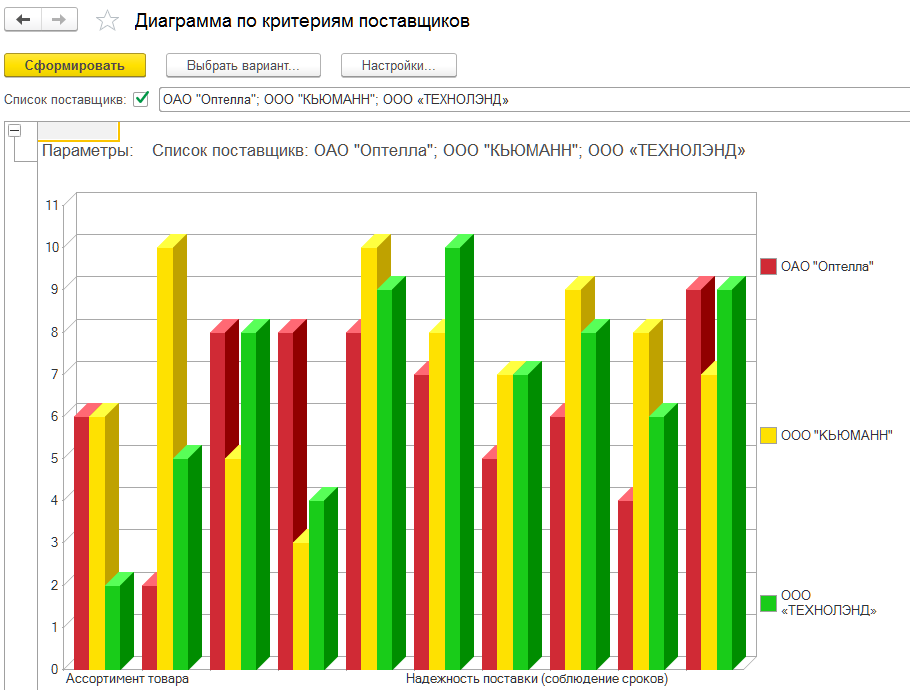 Диаграмма по критериям поставщиков
Сформировать
Выбрать вариант...
Настройки...
Список поставщикв:
ОАО "Оптелла"; ООО "КЬЮМАНН"; ООО «ТЕХНОЛЭНД»
Параметры: Список поставщикв: ОАО "Оптелла"; ООО "КЬЮМАНН"; ООО «ТЕХНОЛЭНД»
11
10
9
8
7
6
5
4
3
2
1
0
Ассортимент товара
Надежность поставки (соблюдение сроков)
ОАО "Оптелла"
ООО "КЬЮМАНН"
ООО
«ТЕХНОЛЭНД»